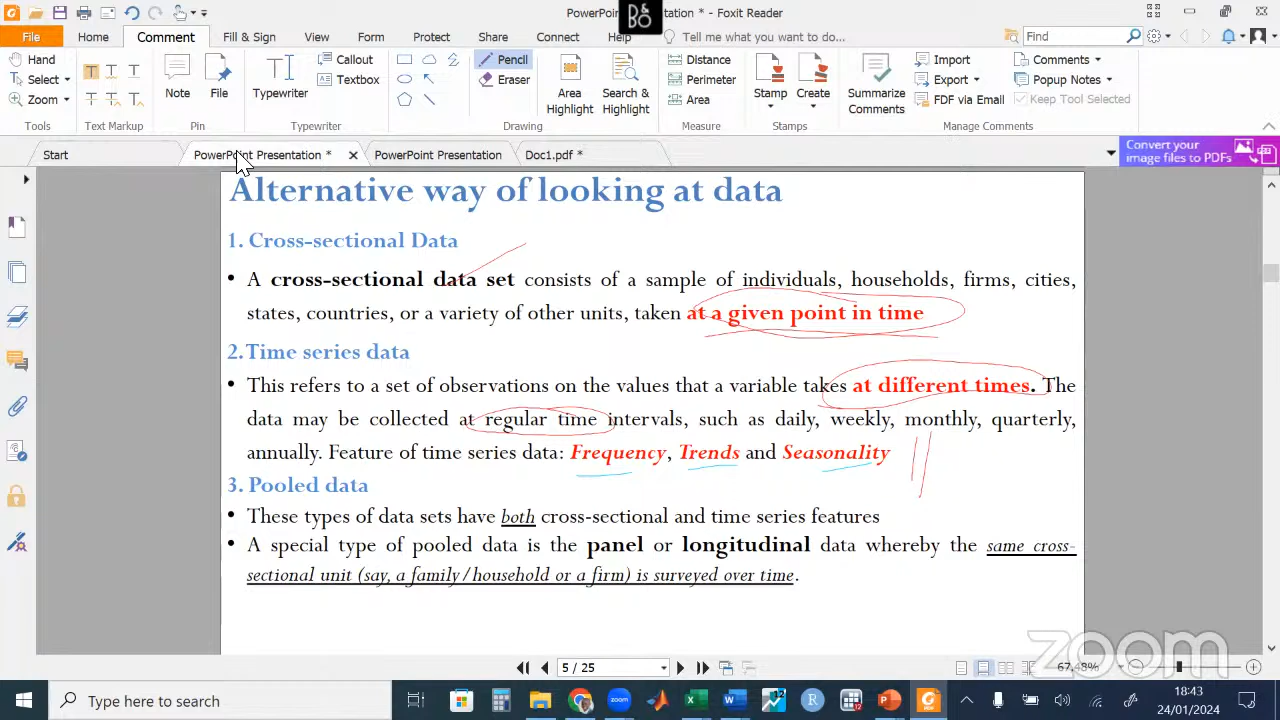 PowerPoi
tation * - Foxit Reader
B&O
File
Home
Comment
Fill & Sign
View
Form
Protect
Share
Connect
Help
Tell me what you want to do...
Find
Hand
Select
Zoom
Tools
T T T
T T T
Text Markup
Note
File
Pin
Typewriter
Callout
Textbox
Typewriter
Pencil
Eraser
Drawing
Area
Highlight
Search &
Highlight
Distance
Perimeter
Area
Measure
Stamp
Create
Stamps
Summarize
Comments
Import
Export
FDF via Email
Comments
Popup Notes
Keep Tool Selected
Manage Comments
Start
PowerPoint Presentation *
PowerPoint Presentation
Doc1.pdf *
Convert your
image files to PDFs
Alternative way of looking at data
1. Cross-sectional Data
• A cross-sectional data set consists of a sample of individuals, households, firms, cities,
states, countries, or a variety of other units, taken at a given point in time
2.Time series data
• This refers to a set of observations on the values that a variable takes at different times. The
data may be collected at regular time intervals, such as daily, weekly, monthly, quarterly,
annually. Feature of time series data: Frequency, Trends and Seasonality
3. Pooled data
• These types of data sets have both cross-sectional and time series features
• A special type of pooled data is the panel or longitudinal data whereby the same cross-
sectional unit (say, a family/household or a firm) is surveyed over time.
zoom
5 / 25
67.48%
Type here to search
zoom
12
R
18:43
24/01/2024